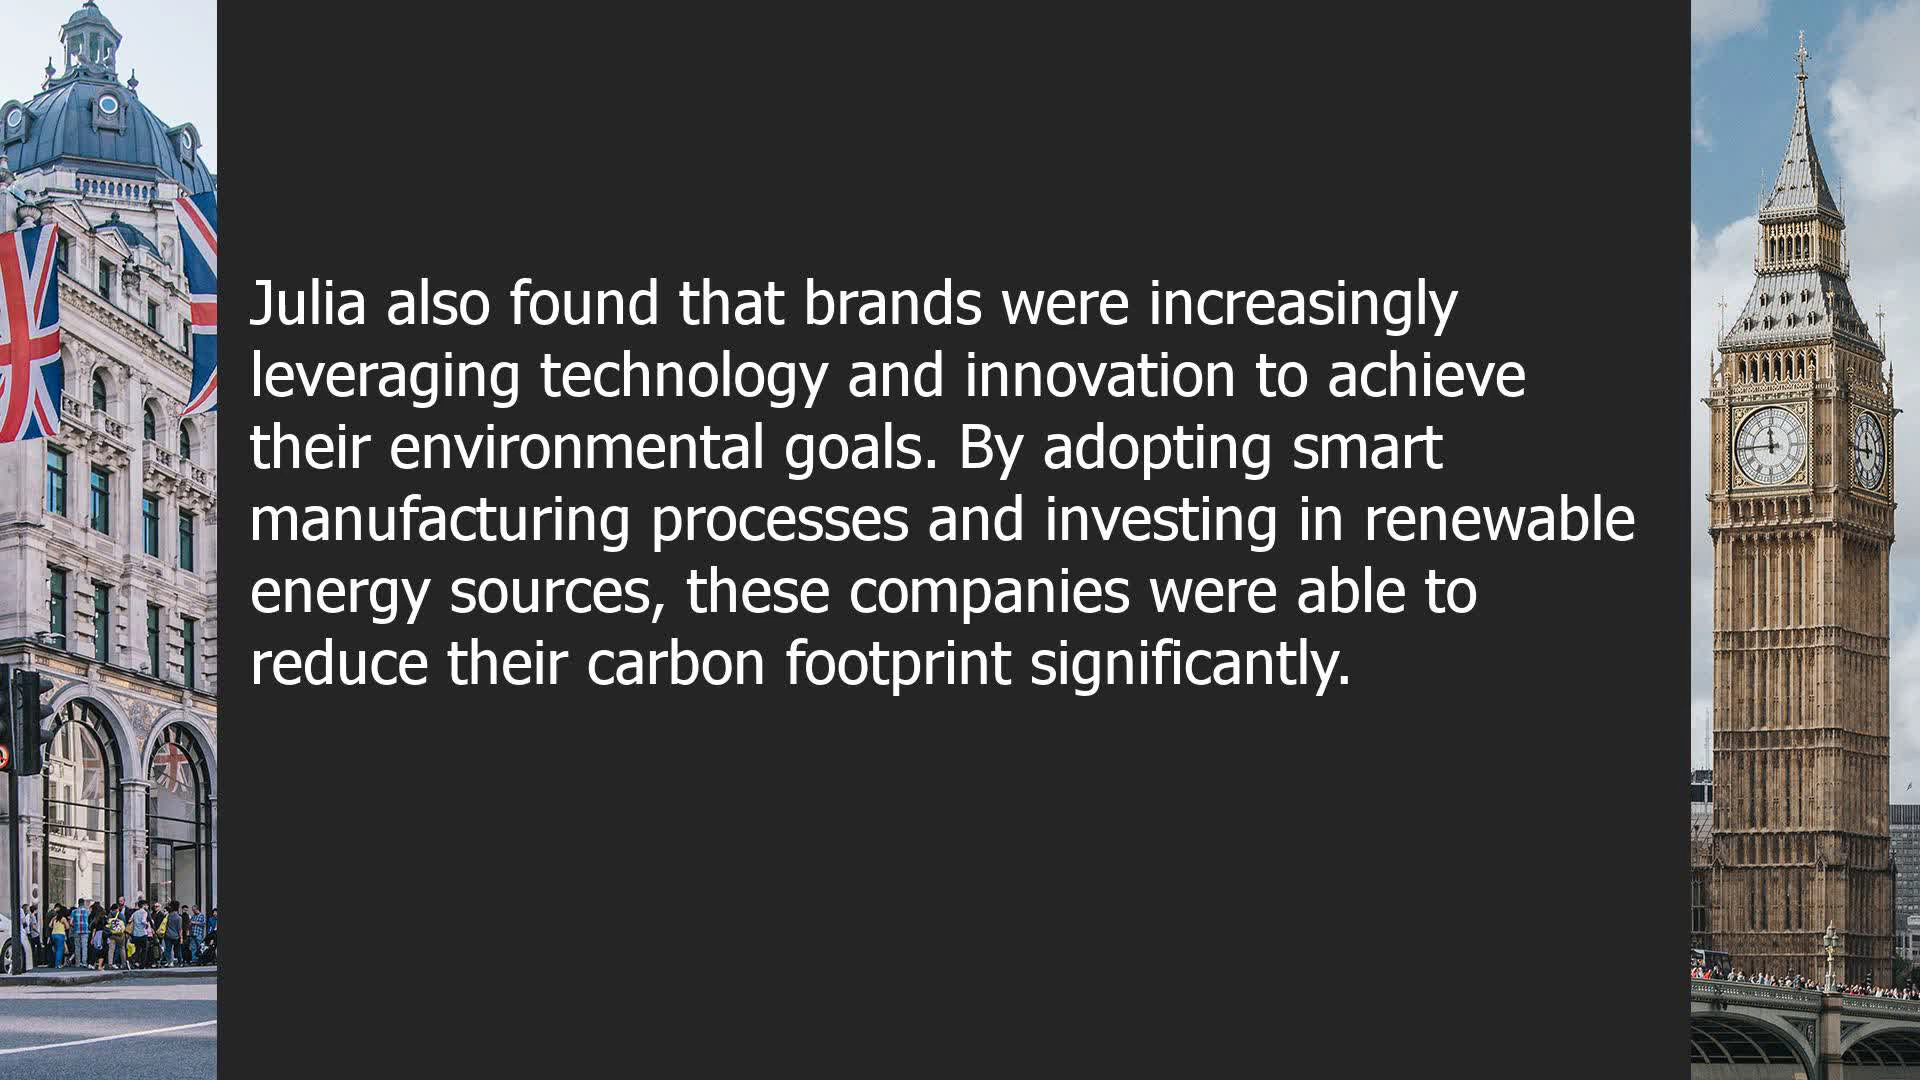 Julia also found that brands were increasingly
leveraging technology and innovation to achieve
their environmental goals. By adopting smart
manufacturing processes and investing in renewable
energy sources, these companies were able to
reduce their carbon footprint significantly.